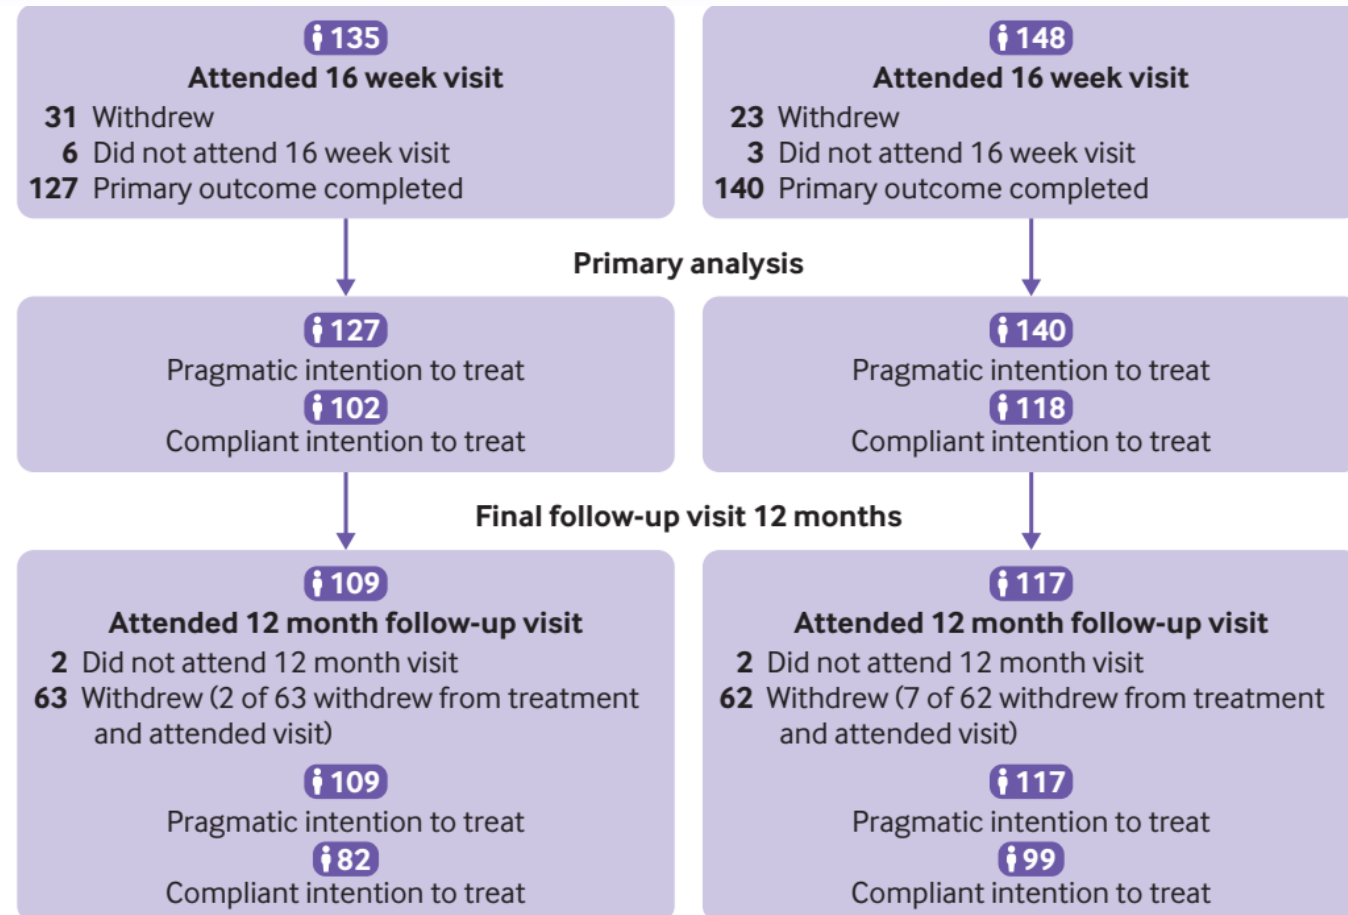 135
Attended 16 week visit
31 Withdrew
6 Did not attend 16 week visit
127 Primary outcome completed
148
Attended 16 week visit
23 Withdrew
3 Did not attend 16 week visit
140 Primary outcome completed
Primary analysis
127
Pragmatic intention to treat
102
Compliant intention to treat
140
Pragmatic intention to treat
118
Compliant intention to treat
Final follow-up visit 12 months
109
Attended 12 month follow-up visit
2 Did not attend 12 month visit
63 Withdrew (2 of 63 withdrew from treatment
and attended visit)
109
Pragmatic intention to treat
82
Compliant intention to treat
117
Attended 12 month follow-up visit
2 Did not attend 12 month visit
62 Withdrew (7 of 62 withdrew from treatment
and attended visit)
117
Pragmatic intention to treat
99
Compliant intention to treat